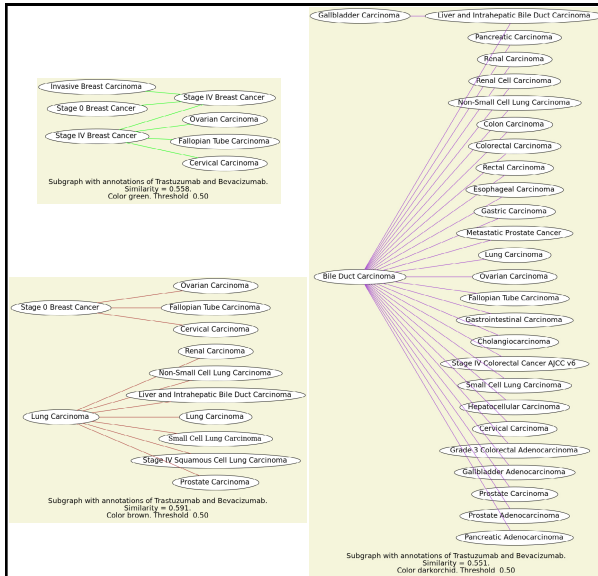 Invasive Breast Carcinoma
Stage 0 Breast Cancer
Stage IV Breast Cancer
Stage IV Breast Cancer
Ovarian Carcinoma
Fallopian Tube Carcinoma
Cervical Carcinoma
Subgraph with annotations of Trastuzumab and Bevacizumab.
Similarity = 0.558.
Color green. Threshold 0.50
Stage 0 Breast Cancer
Ovarian Carcinoma
Fallopian Tube Carcinoma
Cervical Carcinoma
Lung Carcinoma
Renal Carcinoma
Non-Small Cell Lung Carcinoma
Liver and Intrahepatic Bile Duct Carcinoma
Lung Carcinoma
Small Cell Lung Carcinoma
Stage IV Squamous Cell Lung Carcinoma
Prostate Carcinoma
Subgraph with annotations of Trastuzumab and Bevacizumab.
Similarity = 0.591.
Color brown. Threshold 0.50
Gallbladder Carcinoma
Liver and Intrahepatic Bile Duct Carcinoma
Bile Duct Carcinoma
Pancreatic Carcinoma
Renal Carcinoma
Renal Cell Carcinoma
Non-Small Cell Lung Carcinoma
Colon Carcinoma
Colorectal Carcinoma
Rectal Carcinoma
Esophageal Carcinoma
Gastric Carcinoma
Metastatic Prostate Cancer
Lung Carcinoma
Ovarian Carcinoma
Fallopian Tube Carcinoma
Gastrointestinal Carcinoma
Cholangiocarcinoma
Stage IV Colorectal Cancer AJCC v6
Small Cell Lung Carcinoma
Hepatocellular Carcinoma
Cervical Carcinoma
Grade 3 Colorectal Adenocarcinoma
Gallbladder Adenocarcinoma
Prostate Carcinoma
Prostate Adenocarcinoma
Pancreatic Adenocarcinoma
Subgraph with annotations of Trastuzumab and Bevacizumab.
Similarity = 0.551.
Color darkorchid. Threshold 0.50